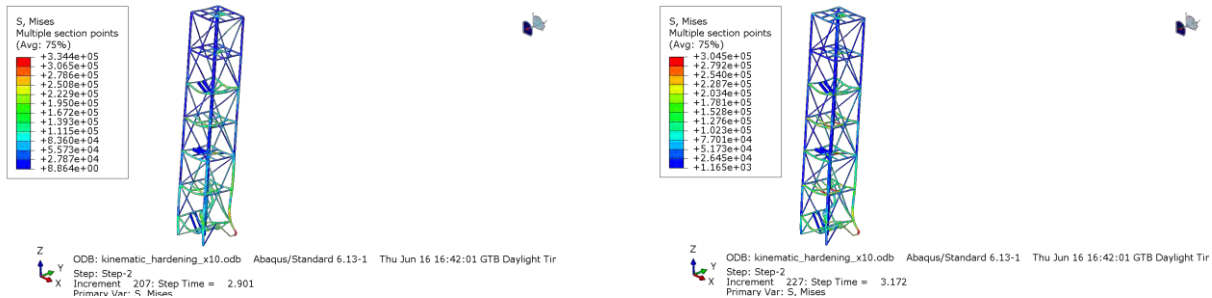 S, Mises
Multiple section points
(Avg: 75%)
+3.344e+05
+3.065e+05
+2.786e+05
+2.508e+05
+2.229e+05
+1.950e+05
+1.672e+05
+1.393e+05
+1.115e+05
+8.360e+04
+5.573e+04
+2.787e+04
+8.864e+00
Z
Y
X
ODB: kinematic_hardening_x10.odb Abaqus/Standard 6.13-1 Thu Jun 16 16:42:01 GTB Daylight Tir
Step: Step-2
Increment 207: Step Time = 2.901
Primary Var: S, Mises
S, Mises
Multiple section points
(Avg: 75%)
+3.045e+05
+2.792e+05
+2.540e+05
+2.287e+05
+2.034e+05
+1.781e+05
+1.528e+05
+1.276e+05
+1.023e+05
+7.701e+04
+5.173e+04
+2.645e+04
+1.165e+03
Z
Y
X
ODB: kinematic_hardening_x10.odb Abaqus/Standard 6.13-1 Thu Jun 16 16:42:01 GTB Daylight Tir
Step: Step-2
Increment 227: Step Time = 3.172
Primary Var: S, Mises